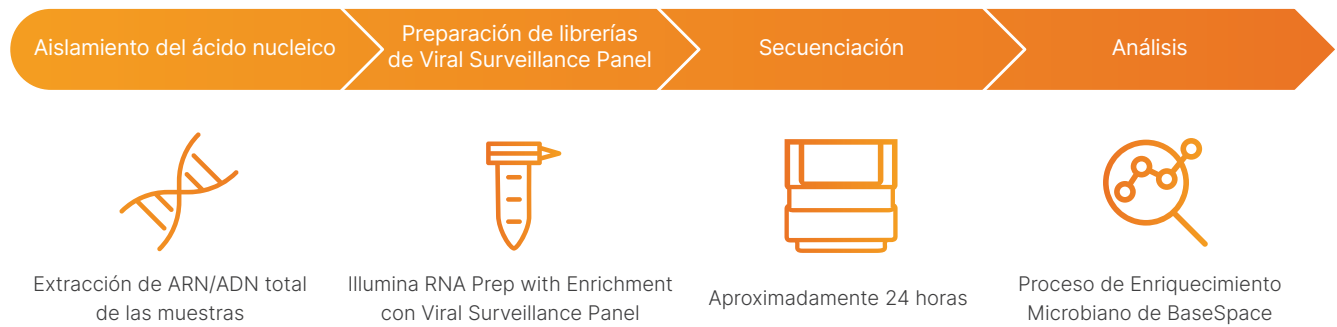 Aislamiento del ácido nucleico
Preparación de librerías
de Viral Surveillance Panel
Secuenciación
Análisis
Extracción de ARN/ADN total
de las muestras
Illumina RNA Prep with Enrichment
con Viral Surveillance Panel
Aproximadamente 24 horas
Proceso de Enriquecimiento
Microbiano de BaseSpace